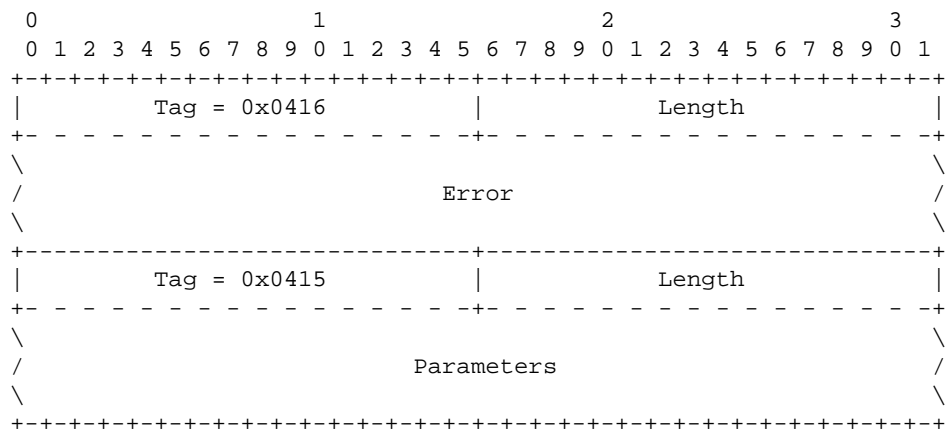 0                   1                   2                   3
 0 1 2 3 4 5 6 7 8 9 0 1 2 3 4 5 6 7 8 9 0 1 2 3 4 5 6 7 8 9 0 1
+-+-+-+-+-+-+-+-+-+-+-+-+-+-+-+-+-+-+-+-+-+-+-+-+-+-+-+-+-+-+-+-+
|         Tag = 0x0416          |            Length             |
+- - - - - - - - - - - - - - - -+- - - - - - - - - - - - - - - -+
\                                                               \
/                             Error                             /
\                                                               \
+-------------------------------+-------------------------------+
|         Tag = 0x0415          |            Length             |
+- - - - - - - - - - - - - - - -+- - - - - - - - - - - - - - - -+
\                                                               \
/                           Parameters                          /
\                                                               \
+-+-+-+-+-+-+-+-+-+-+-+-+-+-+-+-+-+-+-+-+-+-+-+-+-+-+-+-+-+-+-+-+